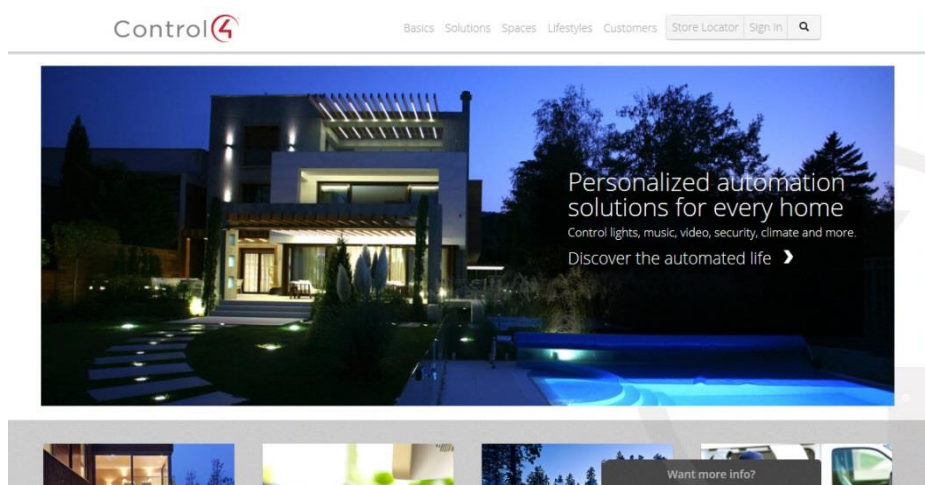 Control4
Basics Solutions Spaces Lifestyles Customers Store Locator Sign In
Personalized automation
solutions for every home
Control lights, music, video, security, climate and more.
Discover the automated life
Want more info?